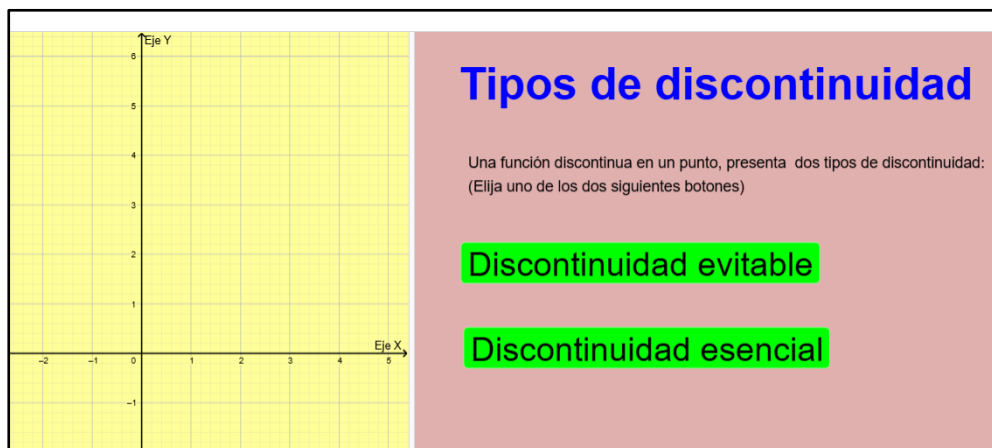 Eje Y
6
5
4
3
2
1
Eje X
–2 –1 0 1 2 3 4 5
–1
Tipos de discontinuidad
Una función discontinua en un punto, presenta dos tipos de discontinuidad:
(Elija uno de los dos siguientes botones)
Discontinuidad evitable
Discontinuidad esencial